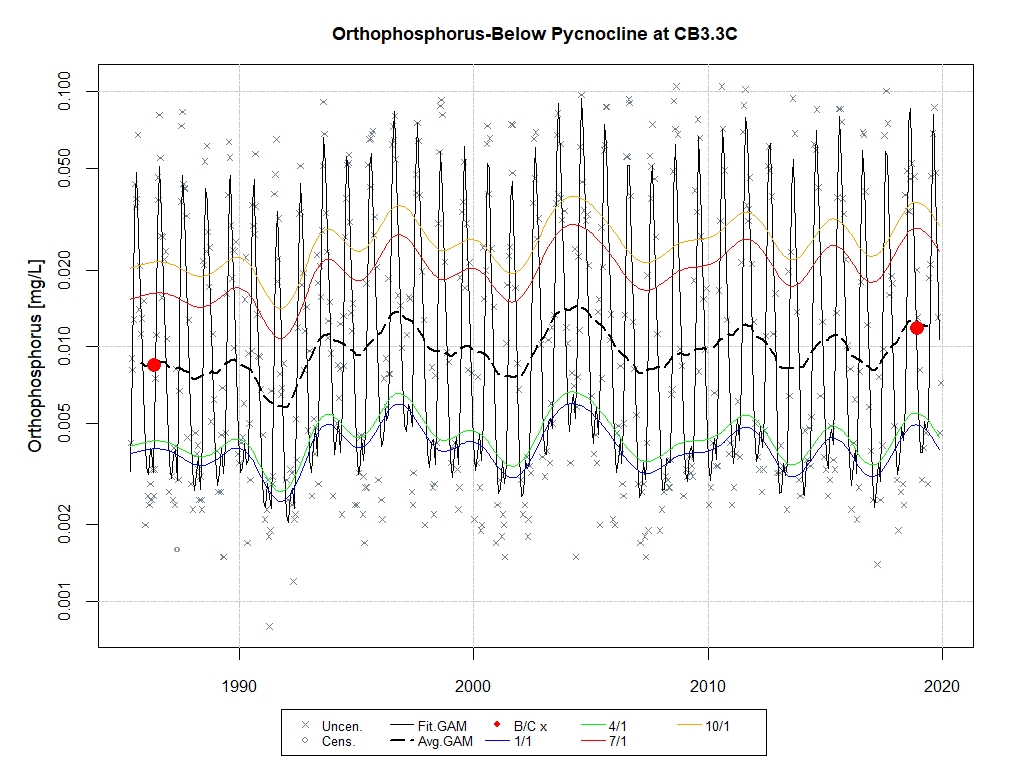 Orthophosphorus-Below Pycnocline at CB3.3C
Orthophosphorus [mg/L]
0.100
0.050
0.020
0.010
0.005
0.002
0.001
1990 2000 2010 2020
Uncen. Fit.GAM B/C x 4/1 10/1
Cens. Avg.GAM 1/1 7/1